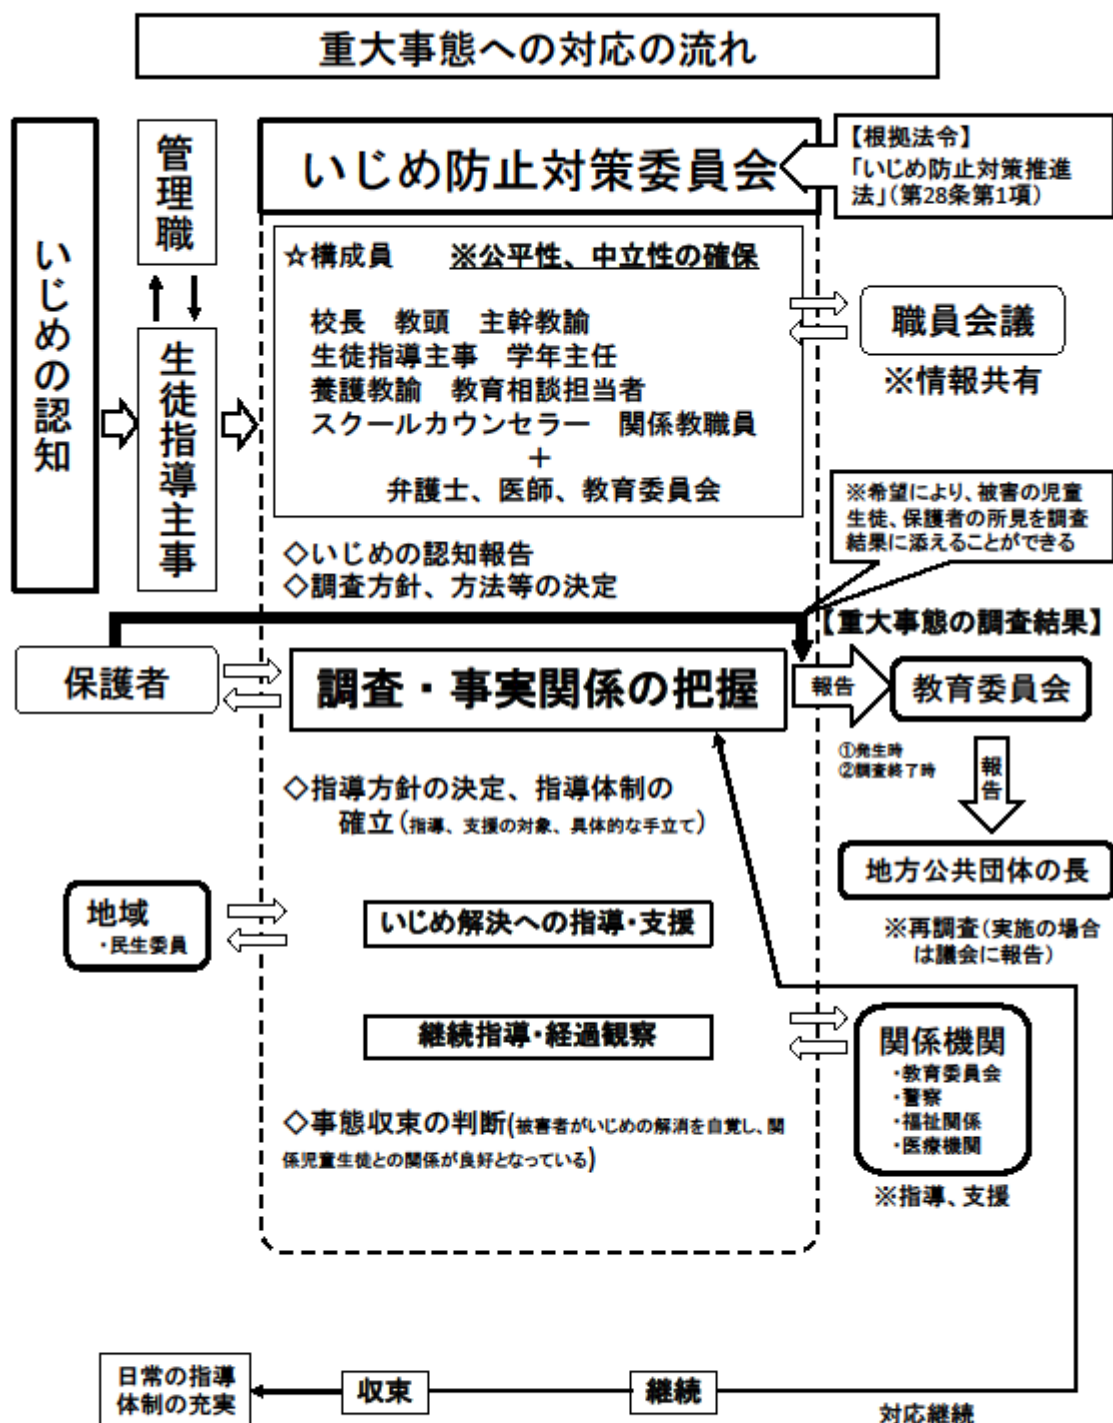 重大事態への対応の流れ
いじめの認知
管理職
生徒指導主事
いじめ防止対策委員会
【根拠法令】
「いじめ防止対策推進
法」(第28条第1項)
☆構成員　※公平性、中立性の確保
校長　教頭　主幹教諭
生徒指導主事　学年主任
養護教諭　教育相談担当者
スクールカウンセラー　関係教職員
＋
弁護士、医師、教育委員会
職員会議
※情報共有
◇いじめの認知報告
◇調査方針、方法等の決定
※希望により、被害の児童
生徒、保護者の所見を調査
結果に添えることができる
【重大事態の調査結果】
保護者
調査・事実関係の把握
報告
教育委員会
①発生時
②調査終了時
報告
◇指導方針の決定、指導体制の
確立(指導、支援の対象、具体的な手立て)
地方公共団体の長
※再調査(実施の場合
は議会に報告)
地域
・民生委員
いじめ解決への指導・支援
継続指導・経過観察
関係機関
・教育委員会
・警察
・福祉関係
・医療機関
※指導、支援
◇事態収束の判断(被害者がいじめの解消を自覚し、関
係児童生徒との関係が良好となっている)
日常の指導
体制の充実
収束
継続
対応継続